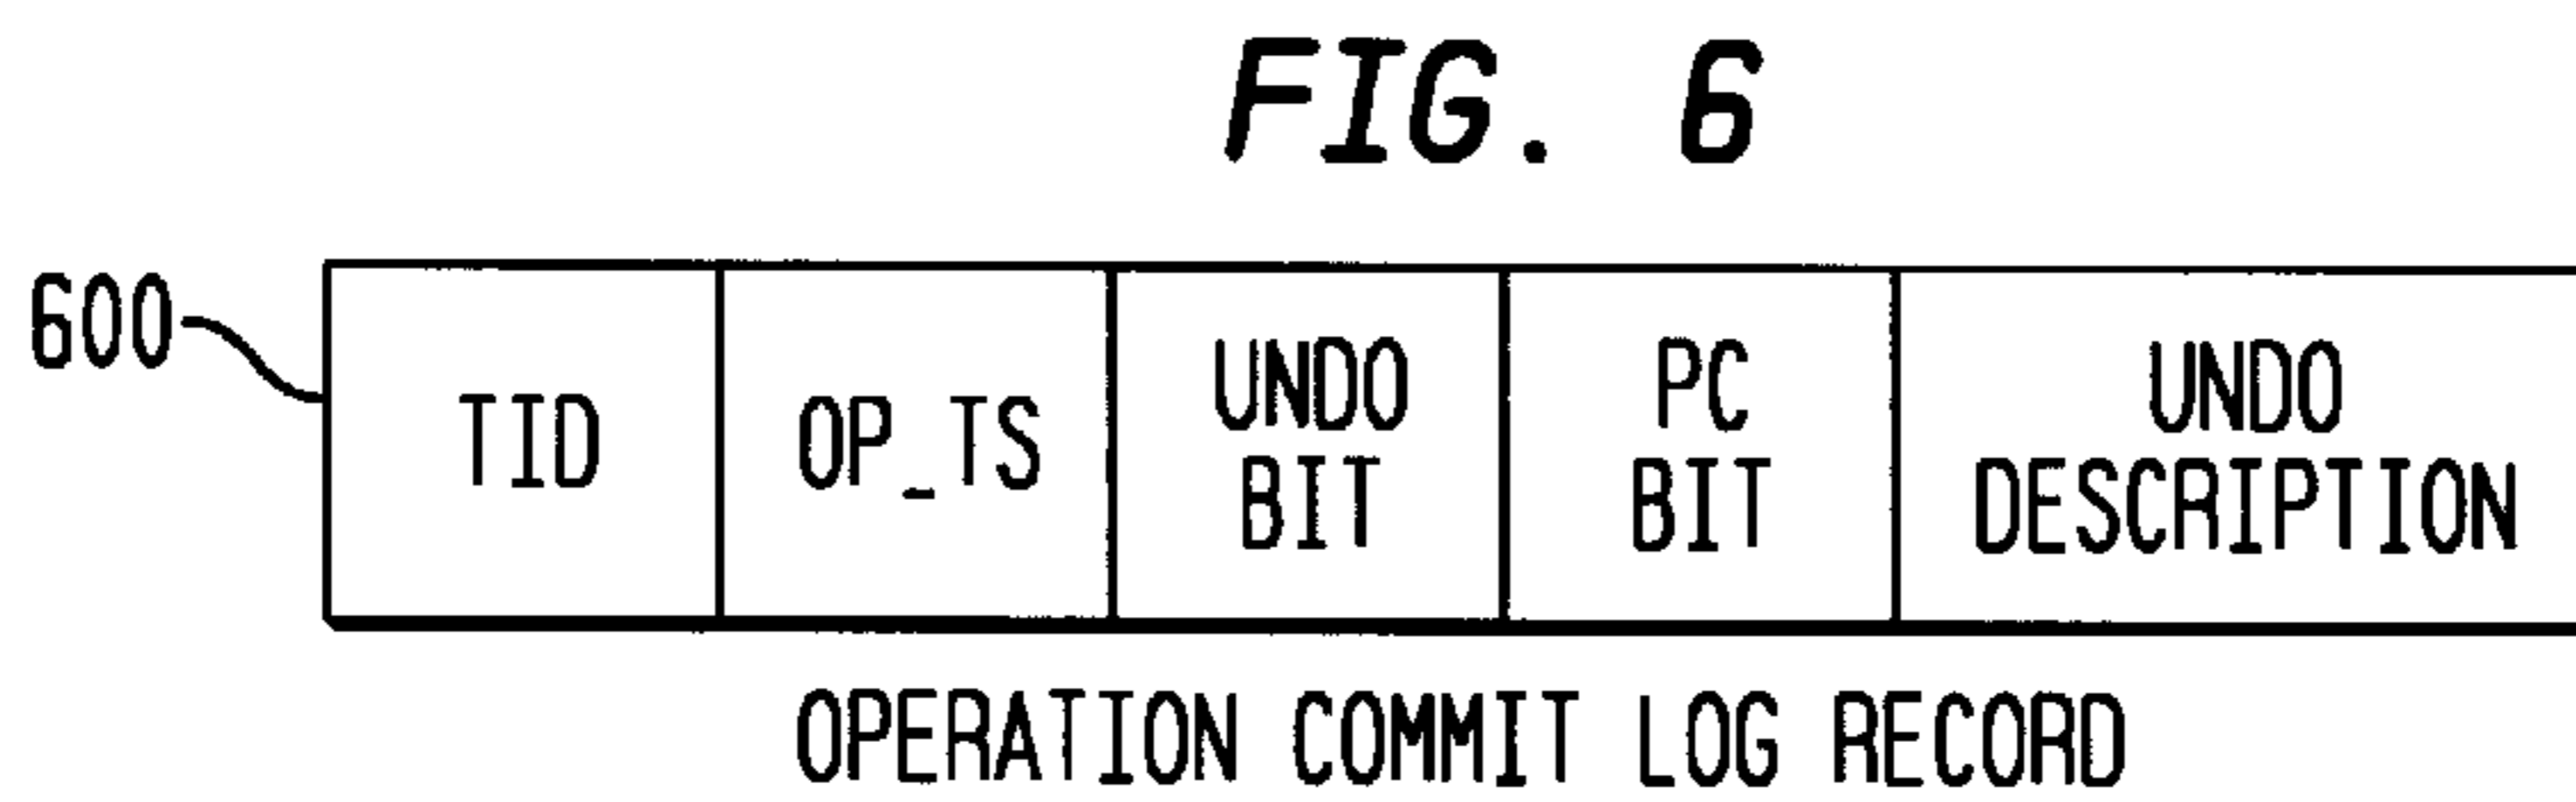 FIG. 6
600
TID
OP_TS
UNDO
BIT
PC
BIT
UNDO
DESCRIPTION
OPERATION COMMIT LOG RECORD